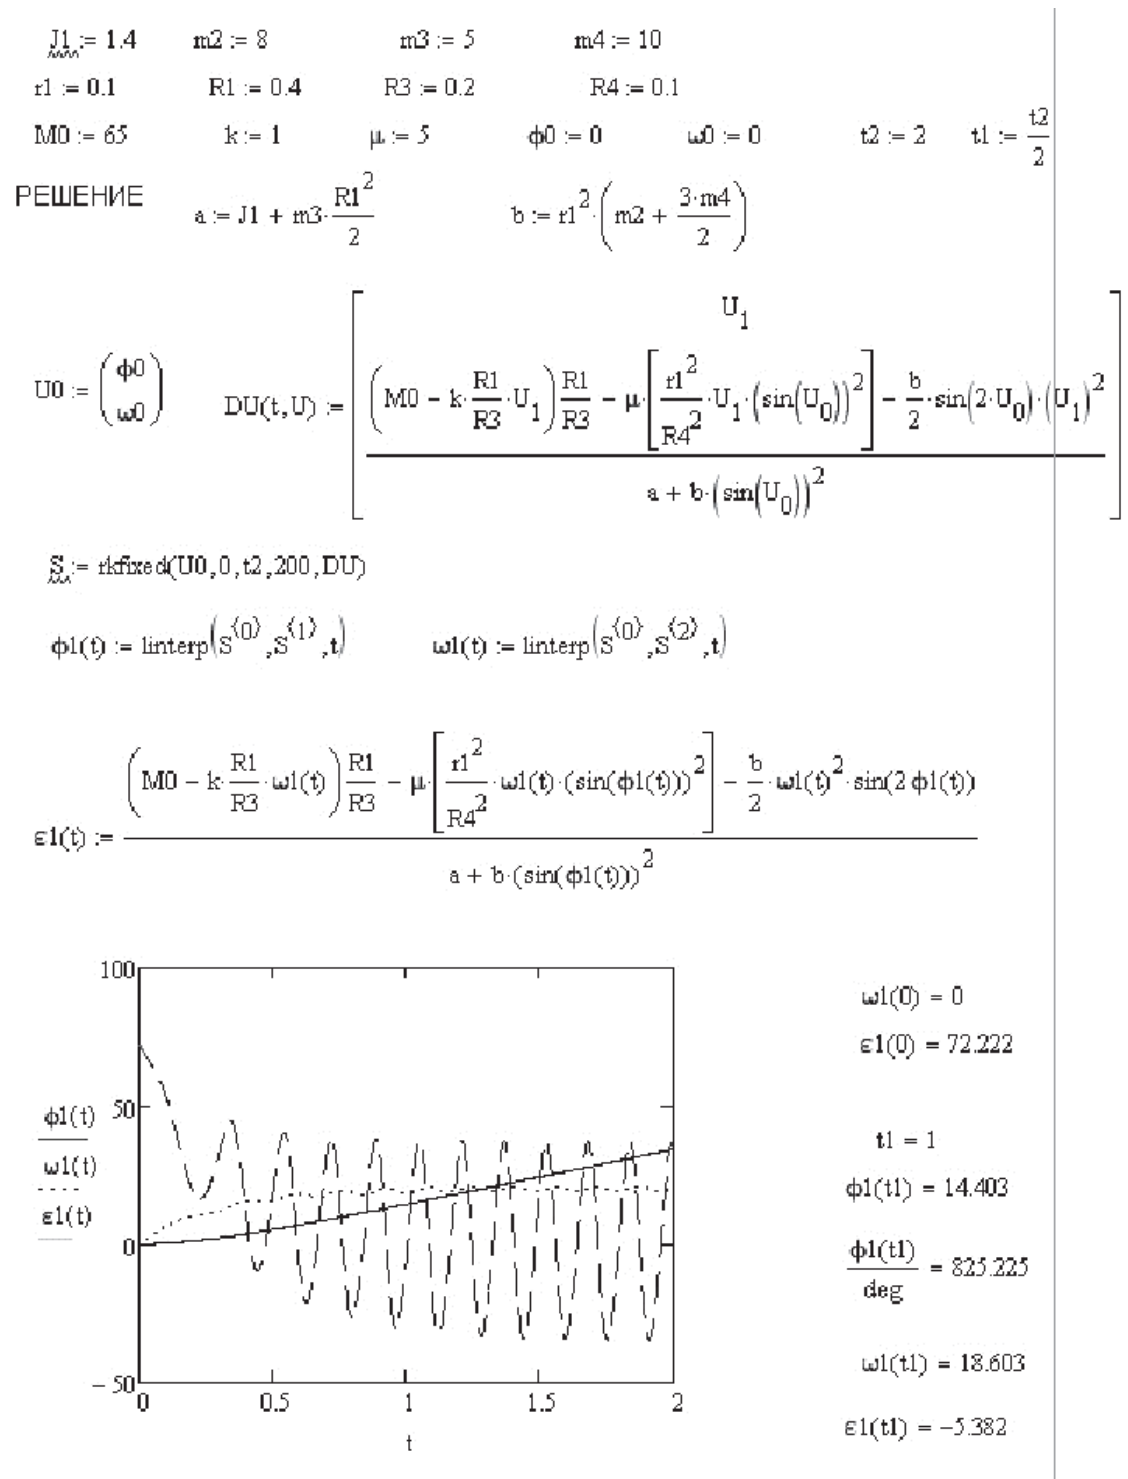 J1 := 1.4 m2 := 8 m3 := 5 m4 := 10
r1 := 0.1 R1 := 0.4 R3 := 0.2 R4 := 0.1
M0 := 65 k := 1 μ := 5 ϕ0 := 0 ω0 := 0 t2 := 2 t1 := t2/2
РЕШЕНИЕ a := J1 + m3·R1^2/2 b := r1^2·(m2 + 3·m4/2)
U0 := (ϕ0 ω0) DU(t,U) := [U_1 ((M0 − k·R1/R3·U_1)·R1/R3 − μ·[r1^2/R4^2·U_1·(sin(U_0))^2] − b/2·sin(2·U_0)·(U_1)^2)/(a + b·(sin(U_0))^2)]
S := rkfixed(U0,0,t2,200,DU)
ϕ1(t) := linterp(S^⟨0⟩,S^⟨1⟩,t) ω1(t) := linterp(S^⟨0⟩,S^⟨2⟩,t)
ε1(t) := ((M0 − k·R1/R3·ω1(t))·R1/R3 − μ·[r1^2/R4^2·ω1(t)·(sin(ϕ1(t)))^2] − b/2·ω1(t)^2·sin(2 ϕ1(t)))/(a + b·(sin(ϕ1(t)))^2)
100
50
0
− 50
ϕ1(t)
ω1(t)
ε1(t)
0 0.5 1 1.5 2
t
ω1(0) = 0
ε1(0) = 72.222
t1 = 1
ϕ1(t1) = 14.403
ϕ1(t1)/deg = 825.225
ω1(t1) = 18.603
ε1(t1) = −5.382